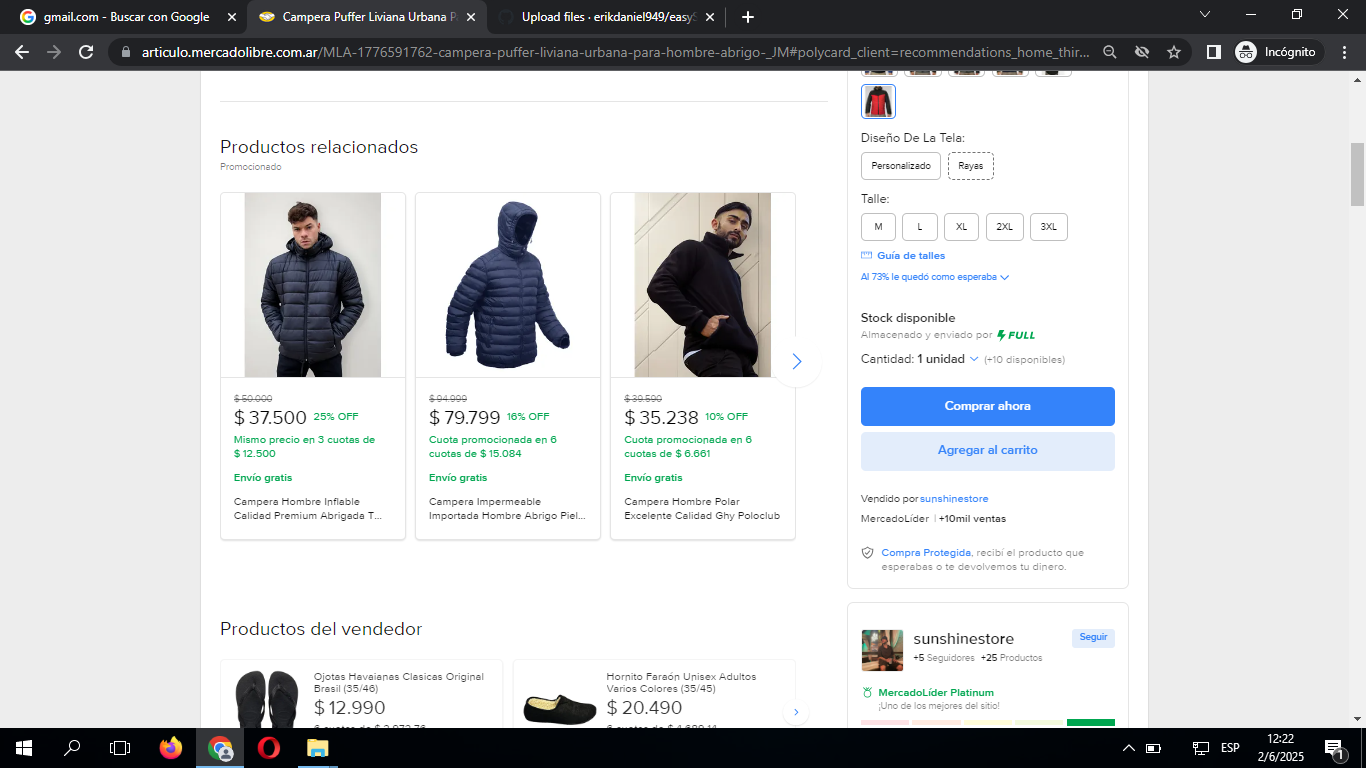 gmail.com - Buscar con Google
Campera Puffer Liviana Urbana P
Upload files · erikdaniel949/easy
articulo.mercadolibre.com.ar/MLA-1776591762-campera-puffer-liviana-urbana-para-hombre-abrigo-_JM#polycard_client=recommendations_home_thir...
Incógnito
Productos relacionados
Promocionado
$ 50.000
$ 37.500 25% OFF
Mismo precio en 3 cuotas de
$ 12.500
Envío gratis
Campera Hombre Inflable
Calidad Premium Abrigada T...
$ 94.999
$ 79.799 16% OFF
Cuota promocionada en 6
cuotas de $ 15.084
Envío gratis
Campera Impermeable
Importada Hombre Abrigo Piel...
$ 39.590
$ 35.238 10% OFF
Cuota promocionada en 6
cuotas de $ 6.661
Envío gratis
Campera Hombre Polar
Excelente Calidad Ghy Poloclub
Productos del vendedor
Ojotas Havaianas Clasicas Original
Brasil (35/46)
$ 12.990
Hornito Faraón Unisex Adultos
Varios Colores (35/45)
$ 20.490
Diseño De La Tela:
Personalizado
Rayas
Talle:
M
L
XL
2XL
3XL
Guía de talles
Al 73% le quedó como esperaba
Stock disponible
Almacenado y enviado por FULL
Cantidad: 1 unidad (+10 disponibles)
Comprar ahora
Agregar al carrito
Vendido por sunshinestore
MercadoLíder | +10mil ventas
Compra Protegida, recibí el producto que
esperabas o te devolvemos tu dinero.
sunshinestore
Seguir
+5 Seguidores +25 Productos
MercadoLíder Platinum
¡Uno de los mejores del sitio!
ESP
12:22
2/6/2025
1